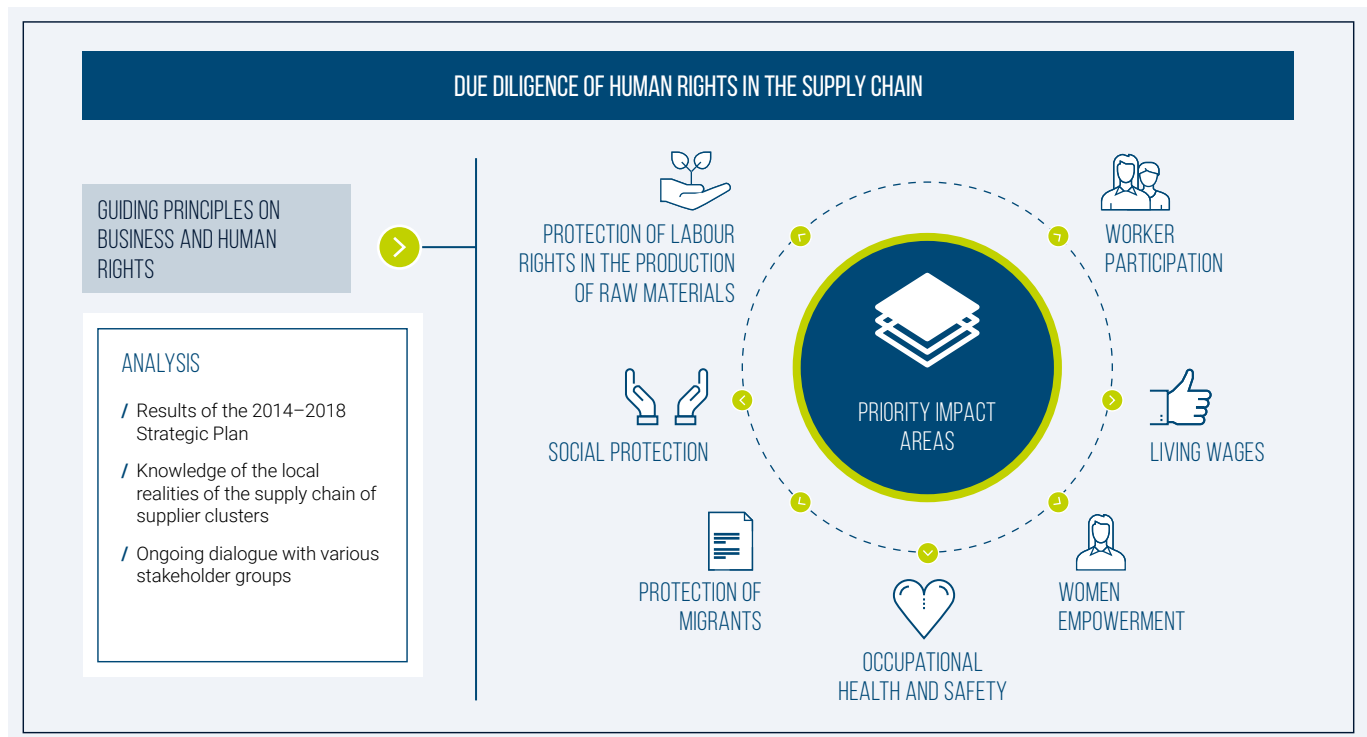 DUE DILIGENCE OF HUMAN RIGHTS IN THE SUPPLY CHAIN
GUIDING PRINCIPLES ON
BUSINESS AND HUMAN
RIGHTS
ANALYSIS
/ Results of the 2014–2018
Strategic Plan
/ Knowledge of the local
realities of the supply chain of
supplier clusters
/ Ongoing dialogue with various
stakeholder groups
PROTECTION OF LABOUR
RIGHTS IN THE PRODUCTION
OF RAW MATERIALS
WORKER
PARTICIPATION
PRIORITY IMPACT
AREAS
SOCIAL PROTECTION
LIVING WAGES
PROTECTION OF
MIGRANTS
WOMEN
EMPOWERMENT
OCCUPATIONAL
HEALTH AND SAFETY